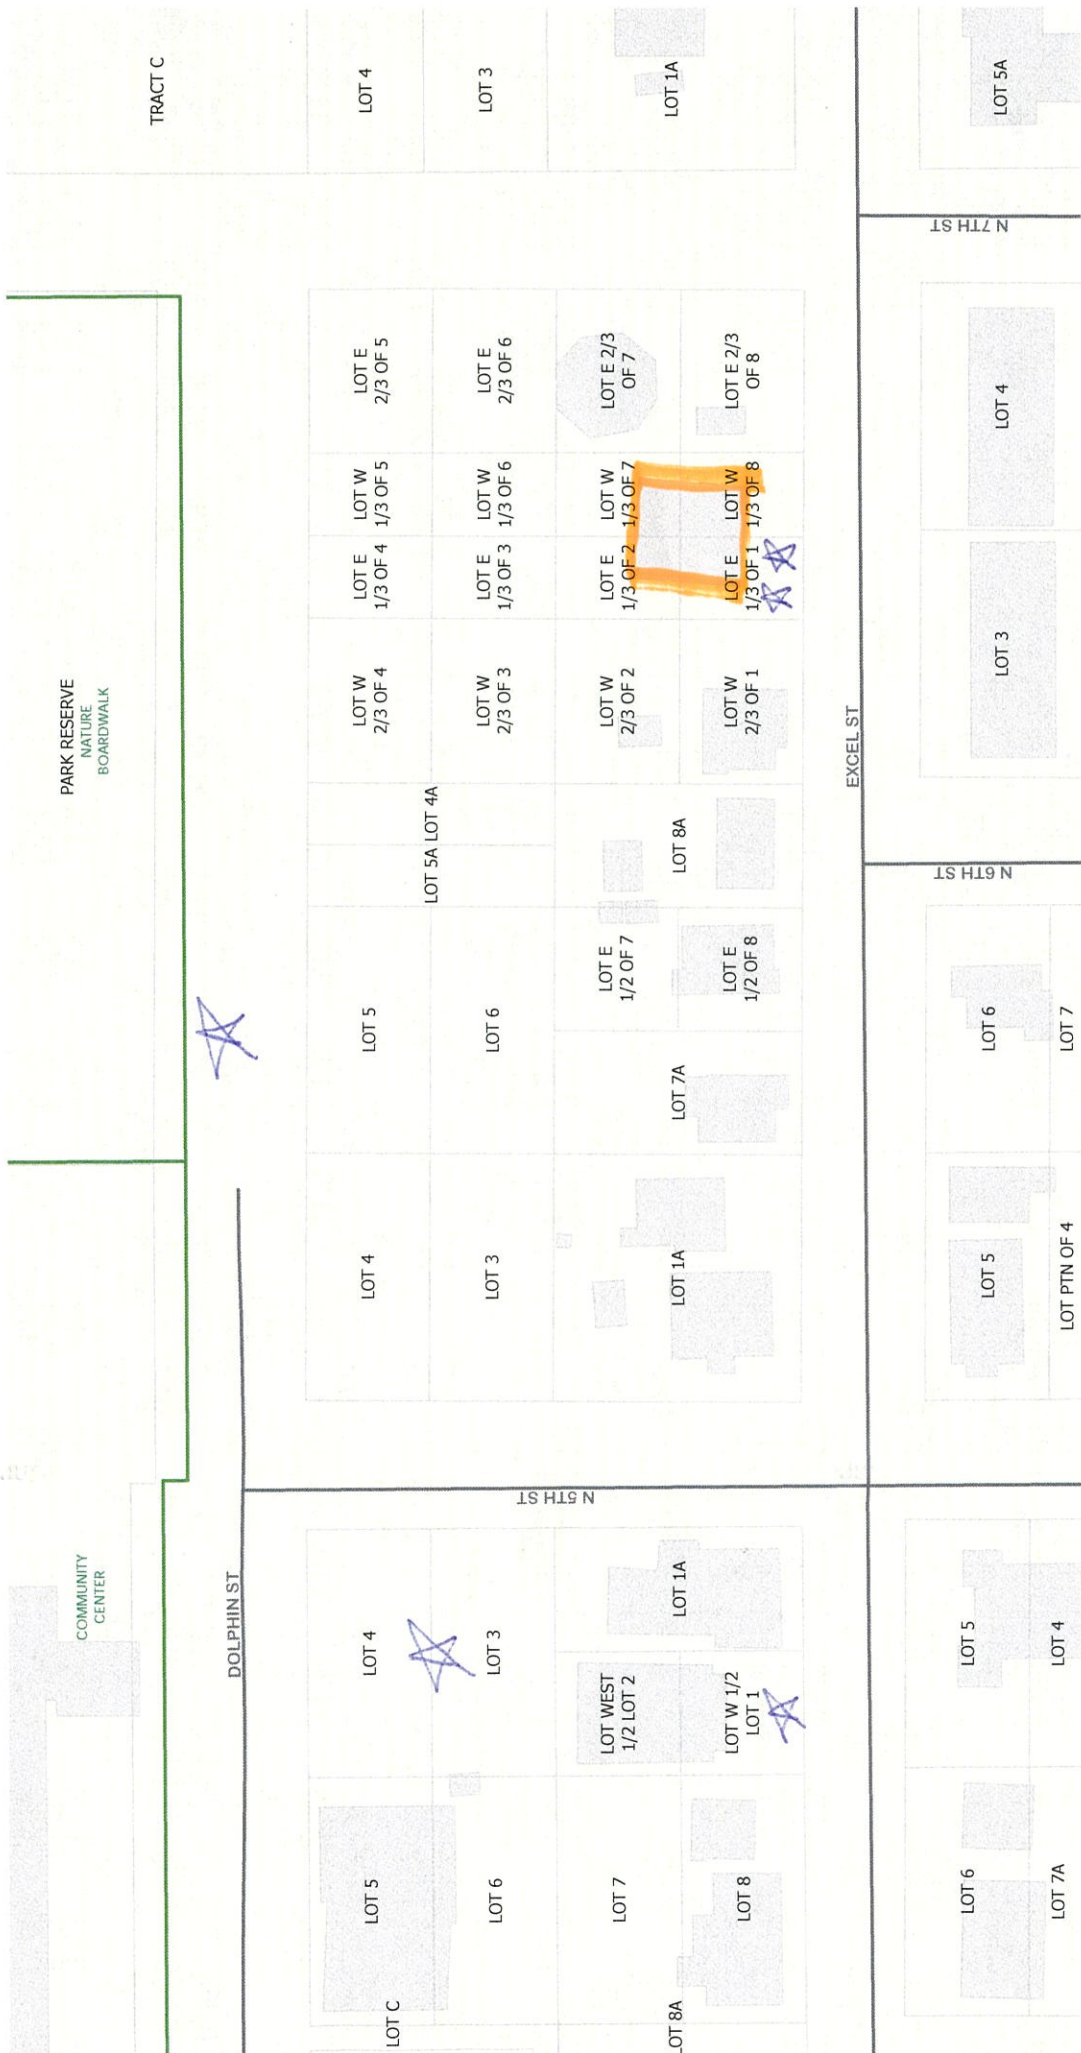 TRACT C
LOT 4
LOT 3
LOT 1A
LOT 5A
N 7TH ST
PARK RESERVE
NATURE
BOARDWALK
LOT E
2/3 OF 5
LOT E
2/3 OF 6
LOT E 2/3
OF 7
LOT E 2/3
OF 8
LOT 4
LOT W
1/3 OF 5
LOT W
1/3 OF 6
LOT W
1/3 OF 7
LOT W
1/3 OF 8
LOT E
1/3 OF 4
LOT E
1/3 OF 3
LOT E
1/3 OF 2
LOT E
1/3 OF 1
LOT 3
LOT W
2/3 OF 4
LOT W
2/3 OF 3
LOT W
2/3 OF 2
LOT W
2/3 OF 1
EXCEL ST
LOT 4A
LOT 5A
LOT 8A
N 6TH ST
LOT E
1/2 OF 7
LOT E
1/2 OF 8
LOT 5
LOT 6
LOT 7A
LOT 6
LOT 7
LOT 4
LOT 3
LOT 1A
LOT 5
LOT PTN OF 4
N 5TH ST
COMMUNITY
CENTER
DOLPHIN ST
LOT 4
LOT 3
LOT 1A
LOT WEST
1/2 LOT 2
LOT W 1/2
LOT 1
LOT 5
LOT 4
LOT 5
LOT 6
LOT 7
LOT 8
LOT 6
LOT 7A
LOT C
LOT 8A